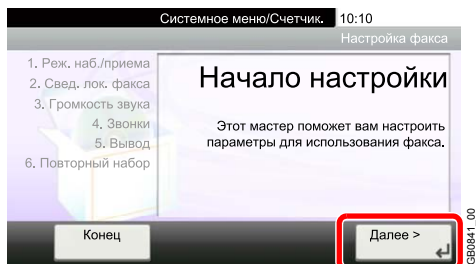 Системное меню/Счетчик. 10:10
Настройка факса
1. Реж. наб./приема
2. Свед. лок. факса
3. Громкость звука
4. Звонки
5. Вывод
6. Повторный набор
Начало настройки
Этот мастер поможет вам настроить
параметры для использования факса.
Конец
Далее >
GB0841_00